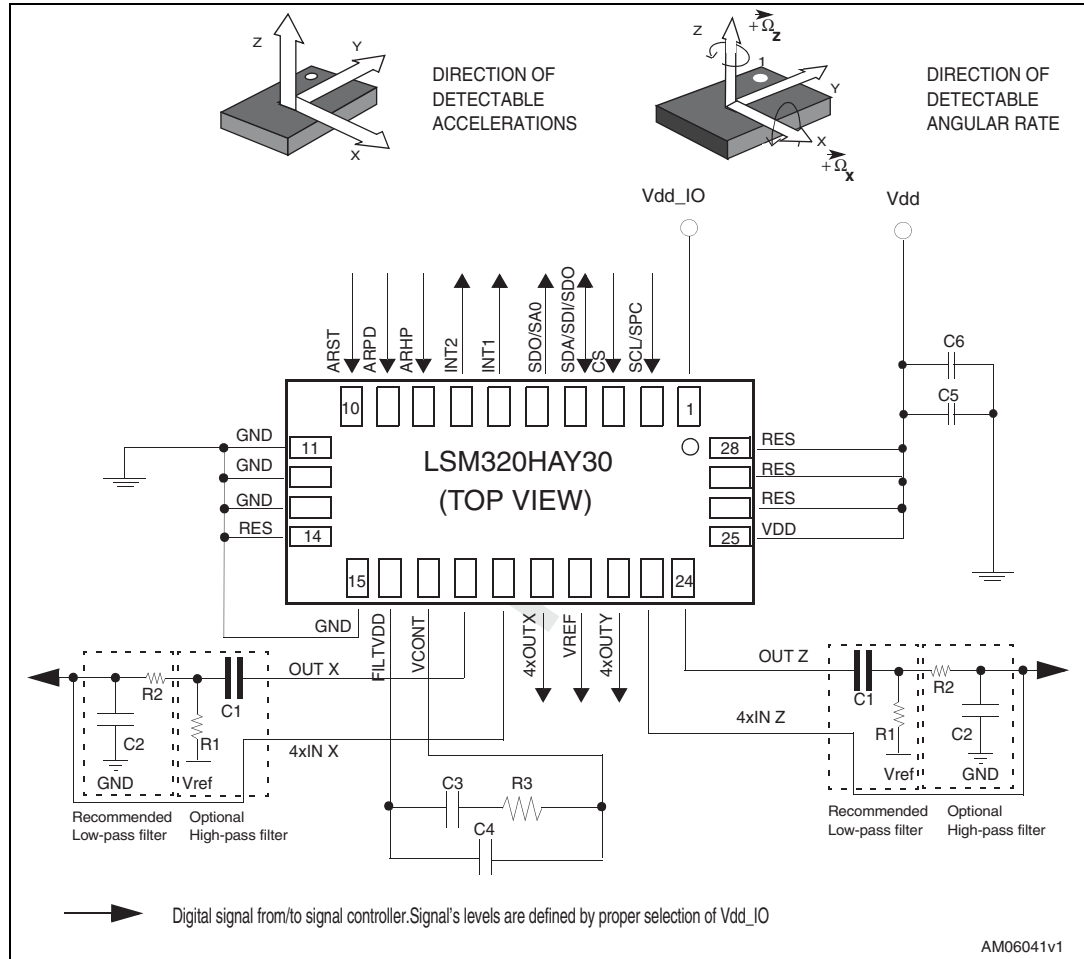 Z
Y
X
DIRECTION OF
DETECTABLE
ACCELERATIONS
+Ω
z
Z
1
Y
X
+Ω
x
DIRECTION OF
DETECTABLE
ANGULAR RATE
Vdd_IO
Vdd
ARST
ARPD
ARHP
INT2
INT1
SDO/SA0
SDA/SDI/SDO
CS
SCL/SPC
C6
C5
10
1
GND
11
28
RES
GND
RES
GND
RES
RES
14
25
VDD
LSM320HAY30
(TOP VIEW)
15
24
GND
FILTVDD
VCONT
4xOUTX
VREF
4xOUTY
OUT X
OUT Z
R2
C1
C2
R1
GND
Vref
4xIN X
4xIN Z
C1
R2
R1
C2
Vref
GND
Recommended
Low-pass filter
Optional
High-pass filter
C3
R3
C4
Recommended
Low-pass filter
Optional
High-pass filter
Digital signal from/to signal controller.Signal's levels are defined by proper selection of Vdd_IO
AM06041v1